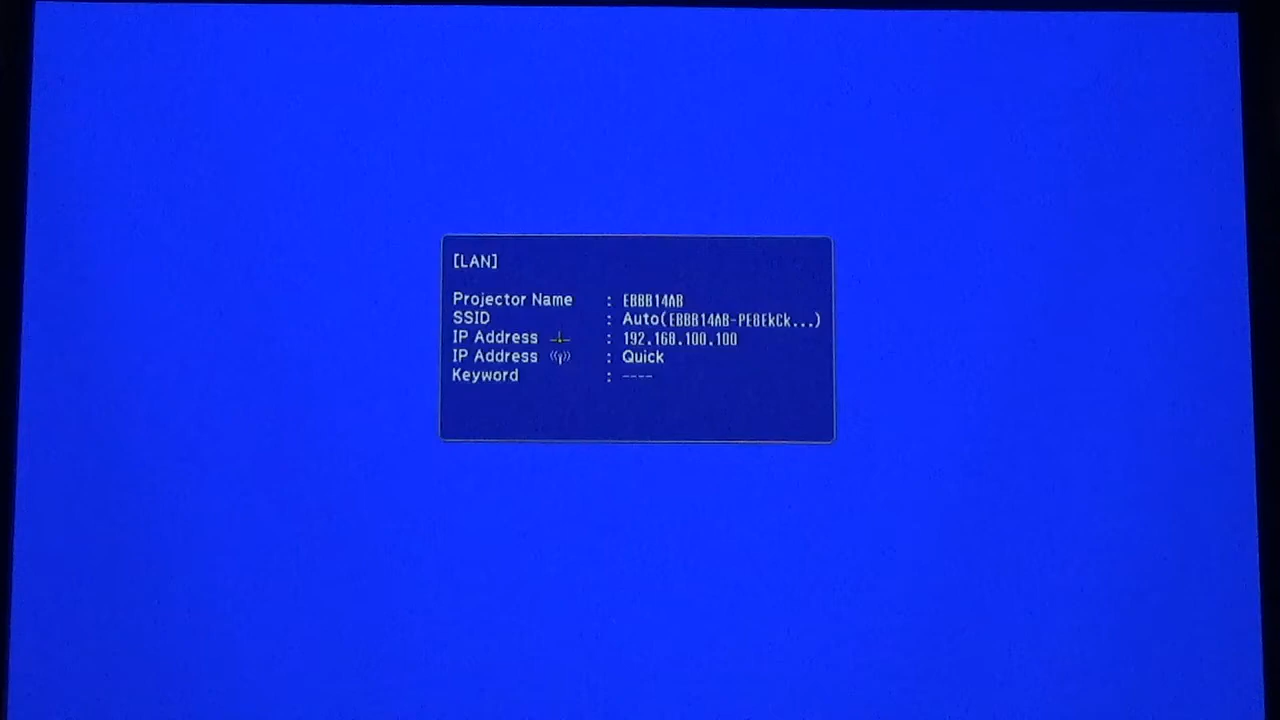 [LAN]
Projector Name : EBBB14AB
SSID : Auto(EBBB14AB-PEBEkCk...)
IP Address : 192.168.100.100
IP Address : Quick
Keyword : ----